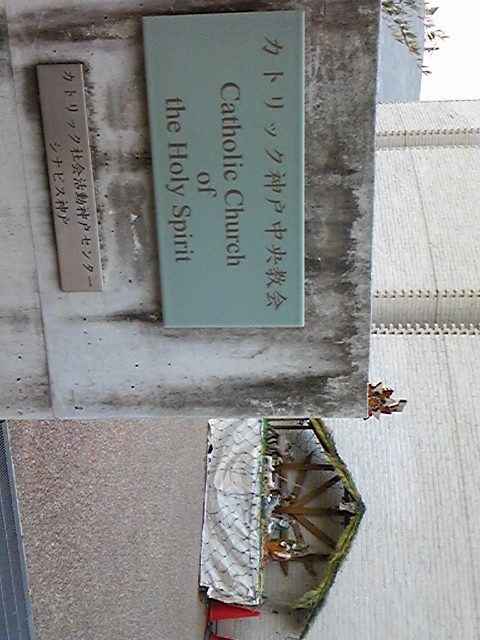 カトリック神戸中央教会
Catholic Church
of
the Holy Spirit
カトリック社会活動神戸センター
シナピス神戸